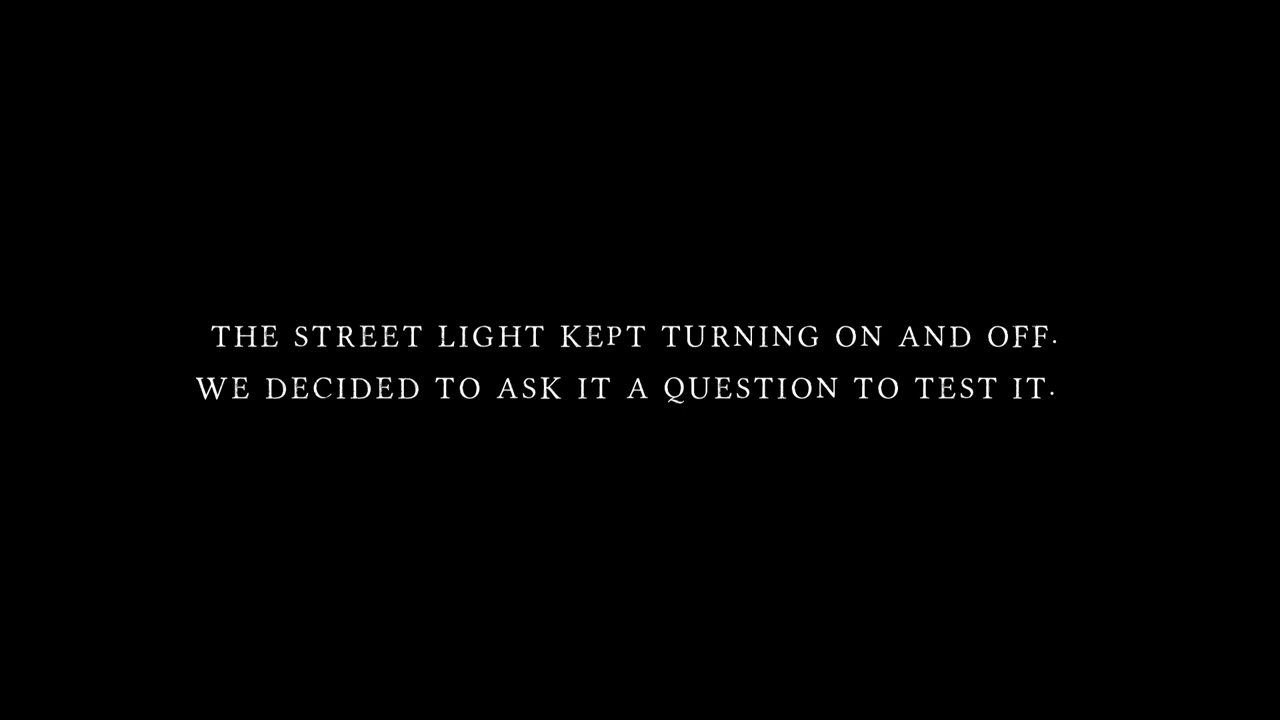 THE STREET LIGHT KEPT TURNING ON AND OFF.
WE DECIDED TO ASK IT A QUESTION TO TEST IT.